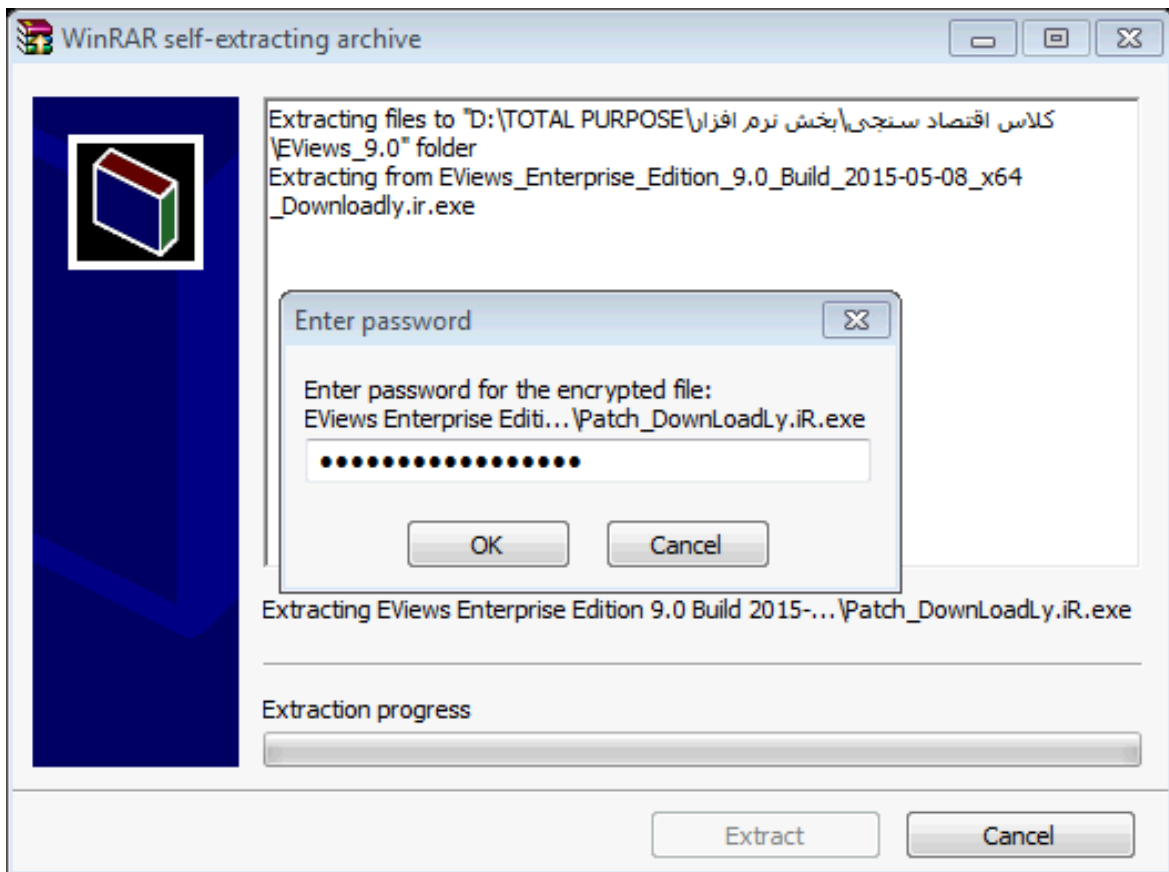 WinRAR self-extracting archive
Extracting files to "D:\TOTAL PURPOSE\کلاس اقتصاد سنجی\بخش نرم افزار
\EViews_9.0" folder
Extracting from EViews_Enterprise_Edition_9.0_Build_2015-05-08_x64
_Downloadly.ir.exe
Enter password
Enter password for the encrypted file:
EViews Enterprise Editi...\Patch_DownLoadLy.iR.exe
●●●●●●●●●●●●●●●●●
OK Cancel
Extracting EViews Enterprise Edition 9.0 Build 2015-...\Patch_DownLoadLy.iR.exe
Extraction progress
Extract Cancel